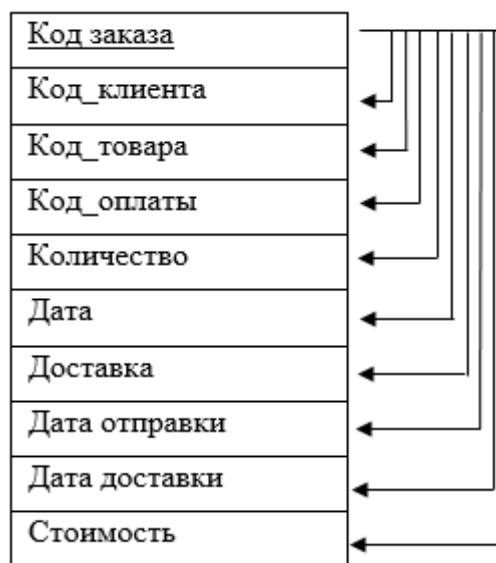 Код заказа
Код_клиента
Код_товара
Код_оплаты
Количество
Дата
Доставка
Дата отправки
Дата доставки
Стоимость